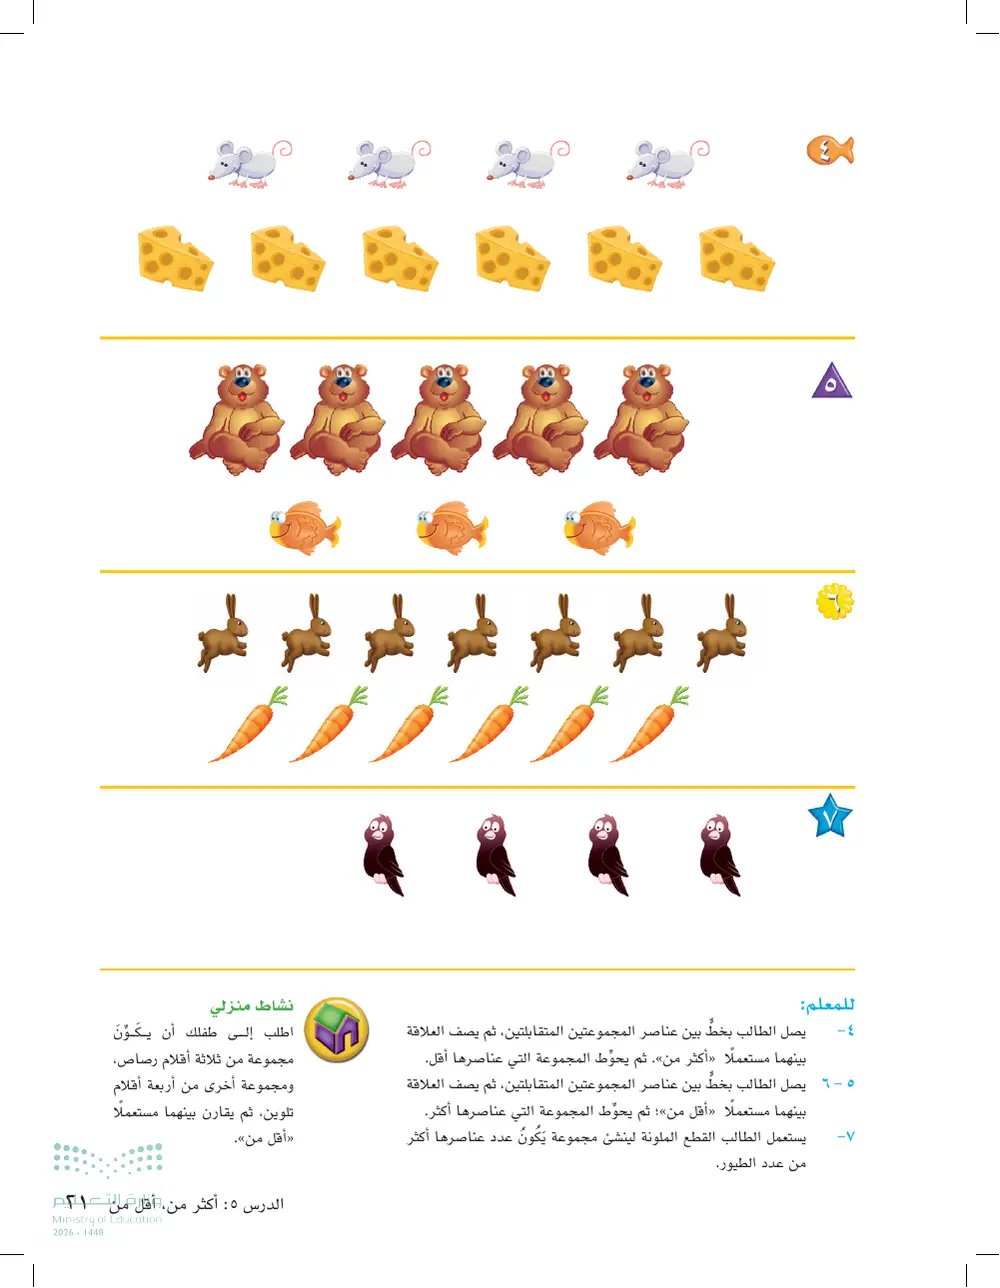 ٤
٥
٦
٧
للمعلم:
٤- يصل الطالب بخطٍّ بين عناصر المجموعتين المتقابلتين، ثم يصف العلاقة
بينهما مستعملًا «أكثر من». ثم يحوِّط المجموعة التي عناصرها أقل.
٥ - ٦ يصل الطالب بخطٍّ بين عناصر المجموعتين المتقابلتين، ثم يصف العلاقة
بينهما مستعملًا «أقل من»؛ ثم يحوِّط المجموعة التي عناصرها أكثر.
٧- يستعمل الطالب القطع الملونة لينشئ مجموعة يَكُونُ عدد عناصرها أكثر
من عدد الطيور.
نشاط منزلي
اطلب إلــى طفلك أن يــكَــوِّنَ
مجموعة من ثلاثة أقلام رصاص،
ومجموعة أخرى من أربعة أقلام
تلوين، ثم يقارن بينهما مستعملًا
«أقل من».
الدرس ٥: أكثر من، أقل من ٢١
وزارة التعليم
Ministry of Education
2026 - 1448